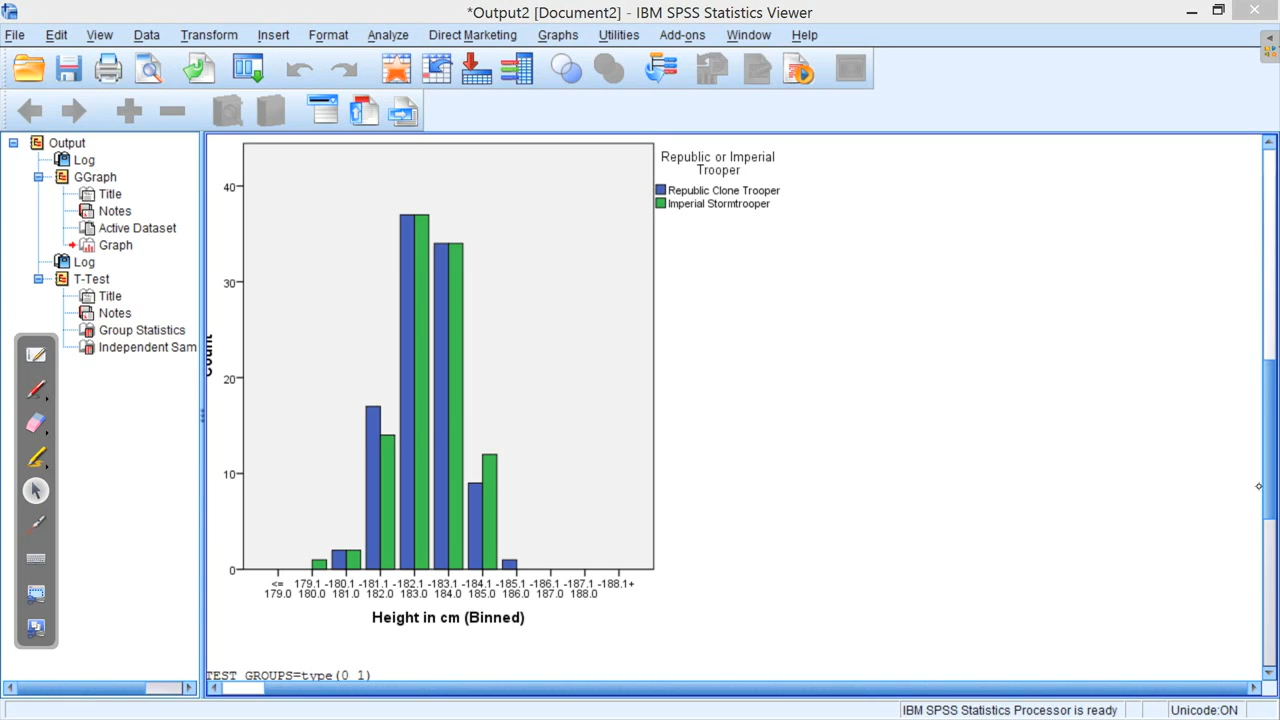 *Output2 [Document2] - IBM SPSS Statistics Viewer
File Edit View Data Transform Insert Format Analyze Direct Marketing Graphs Utilities Add-ons Window Help
Output
Log
GGraph
Title
Notes
Active Dataset
Graph
Log
T-Test
Title
Notes
Group Statistics
Independent Sam
Republic or Imperial
Trooper
Republic Clone Trooper
Imperial Stormtrooper
40
30
20
10
0
Count
<= 179.1 -180.1 -181.1 -182.1 -183.1 -184.1 -185.1 -186.1 -187.1 -188.1+
179.0 180.0 181.0 182.0 183.0 184.0 185.0 186.0 187.0 188.0
Height in cm (Binned)
TEST GROUPS=type(0 1)
IBM SPSS Statistics Processor is ready
Unicode:ON